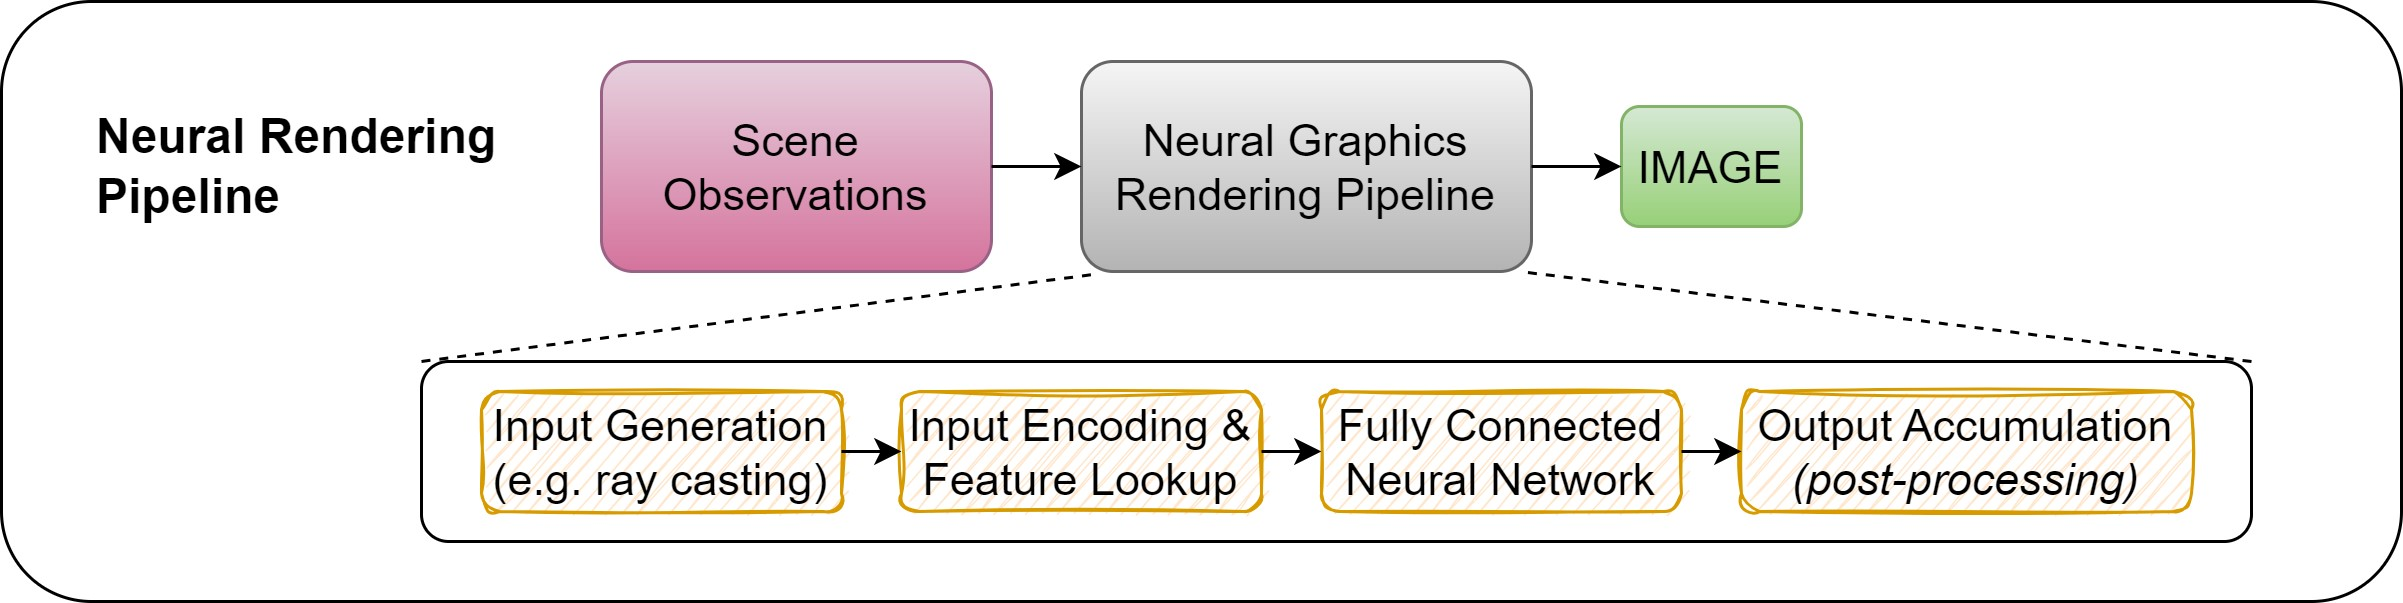 Neural Rendering
Pipeline
Scene
Observations
Neural Graphics
Rendering Pipeline
IMAGE
Input Generation
(e.g. ray casting)
Input Encoding &
Feature Lookup
Fully Connected
Neural Network
Output Accumulation
(post-processing)